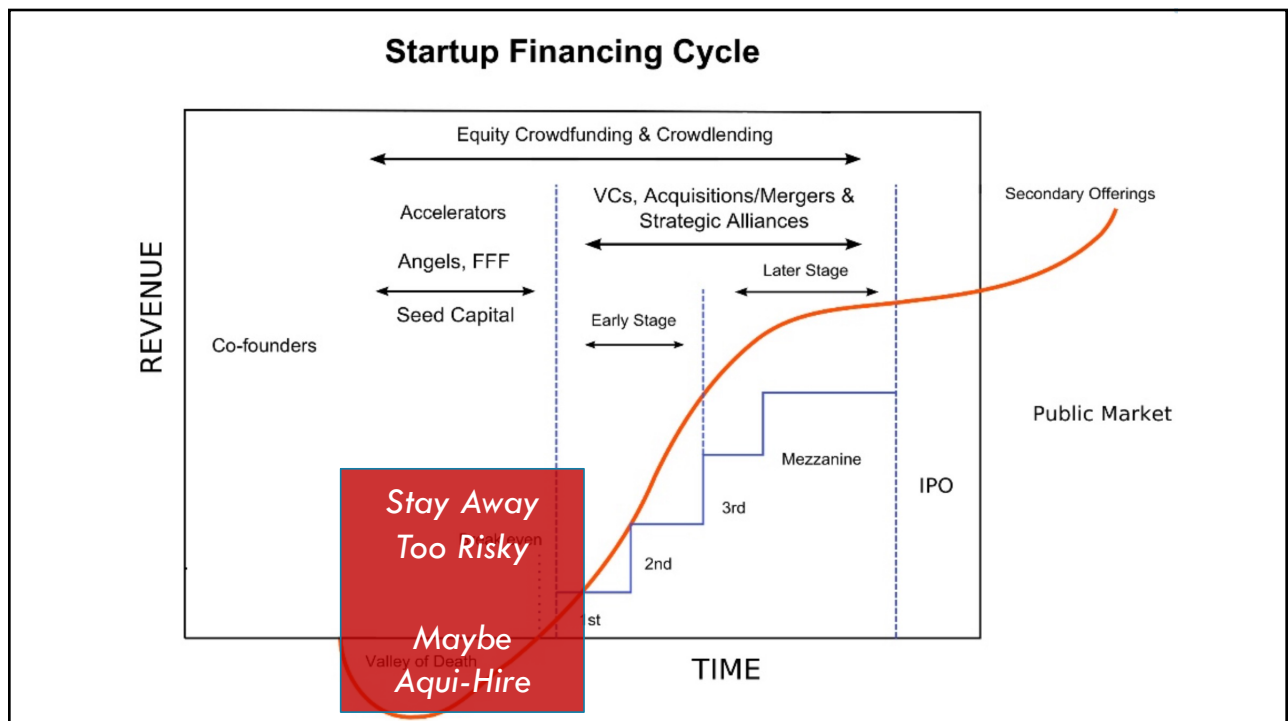 Startup Financing Cycle
Equity Crowdfunding & Crowdlending
VCs, Acquisitions/Mergers &
Strategic Alliances
Secondary Offerings
Accelerators
Angels, FFF
Later Stage
Seed Capital
Early Stage
REVENUE
Co-founders
Public Market
Mezzanine
IPO
3rd
2nd
1st
Stay Away
Break even
Too Risky
Maybe
Valley of Death
Aqui-Hire
TIME